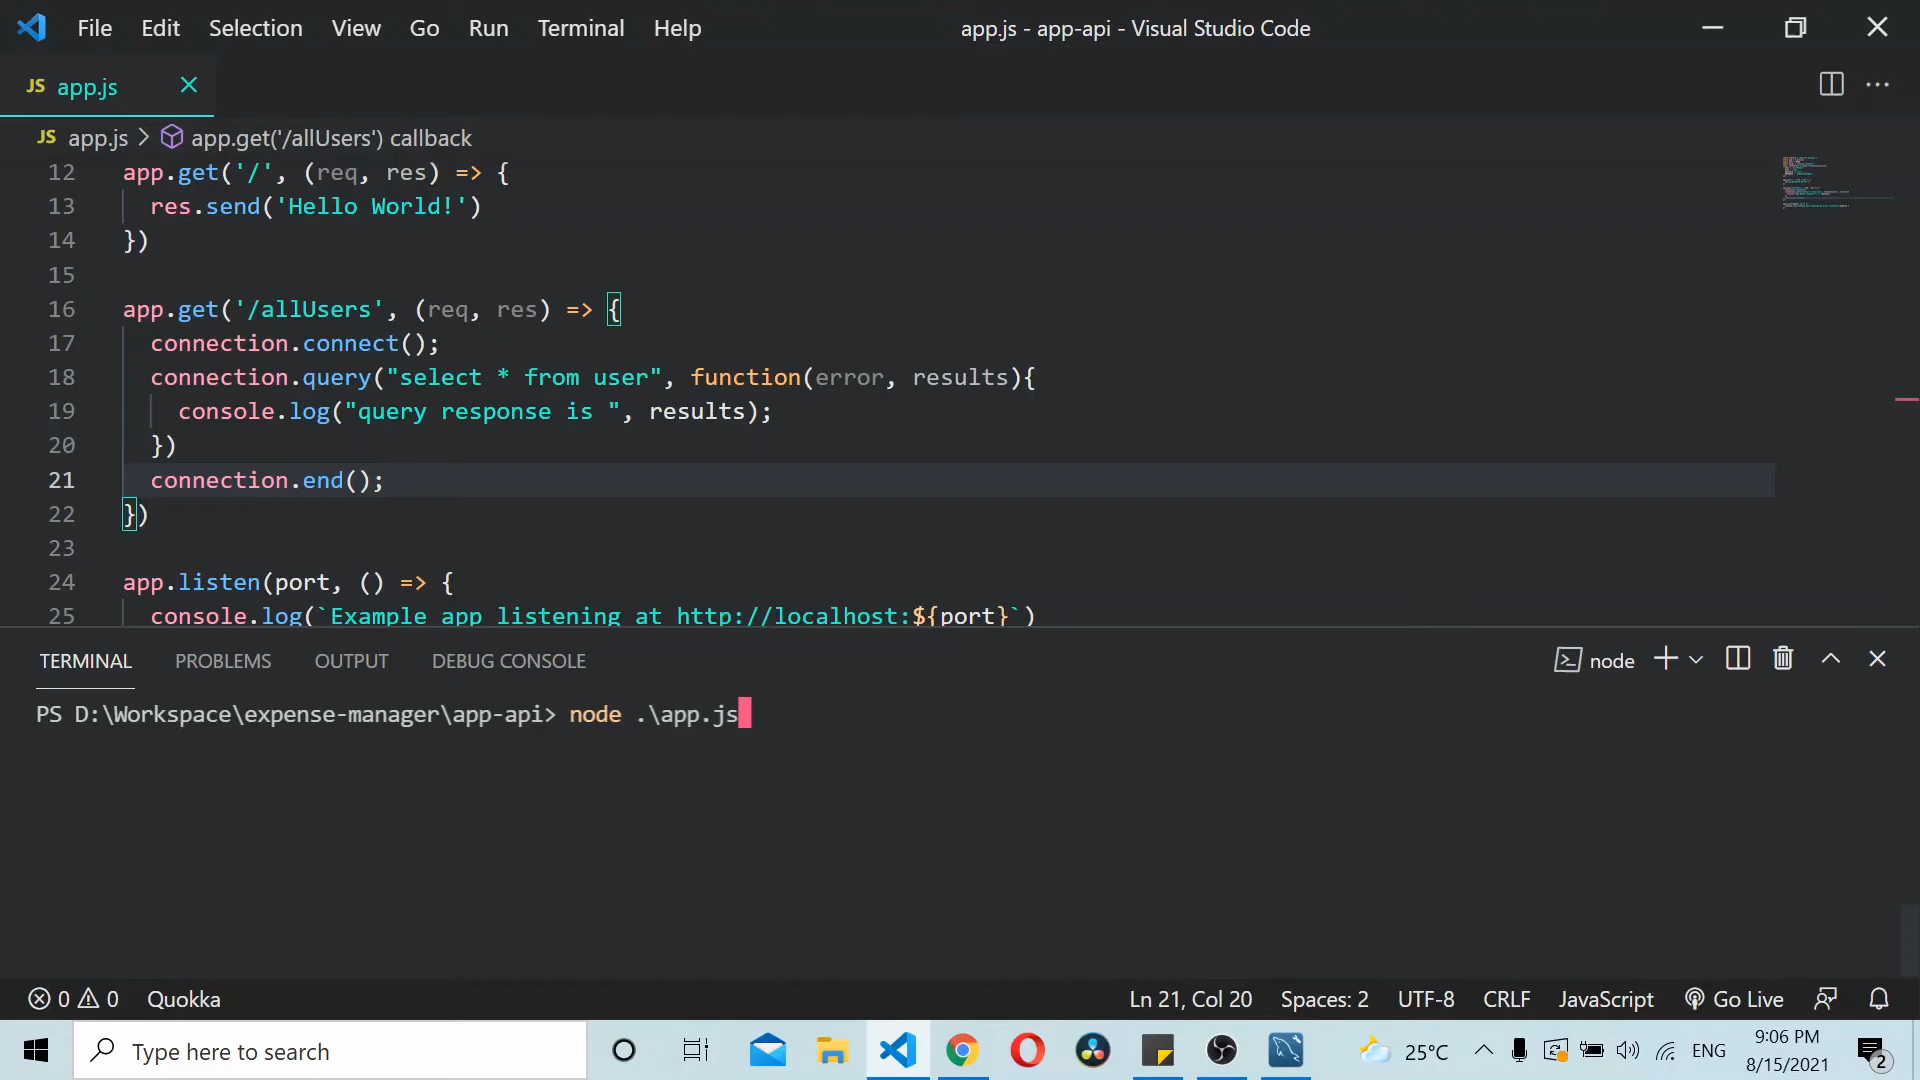 File Edit Selection View Go Run Terminal Help
app.js - app-api - Visual Studio Code
JS app.js
JS app.js > app.get('/allUsers') callback
12 app.get('/', (req, res) => {
13 res.send('Hello World!')
14 })
15
16 app.get('/allUsers', (req, res) => {
17 connection.connect();
18 connection.query("select * from user", function(error, results){
19 console.log("query response is ", results);
20 })
21 connection.end();
22 })
23
24 app.listen(port, () => {
25 console.log(`Example app listening at http://localhost:${port}`)
TERMINAL PROBLEMS OUTPUT DEBUG CONSOLE
node
PS D:\Workspace\expense-manager\app-api> node .\app.js
0 0 Quokka
Ln 21, Col 20 Spaces: 2 UTF-8 CRLF JavaScript Go Live
Type here to search
25°C
ENG
9:06 PM
8/15/2021
2